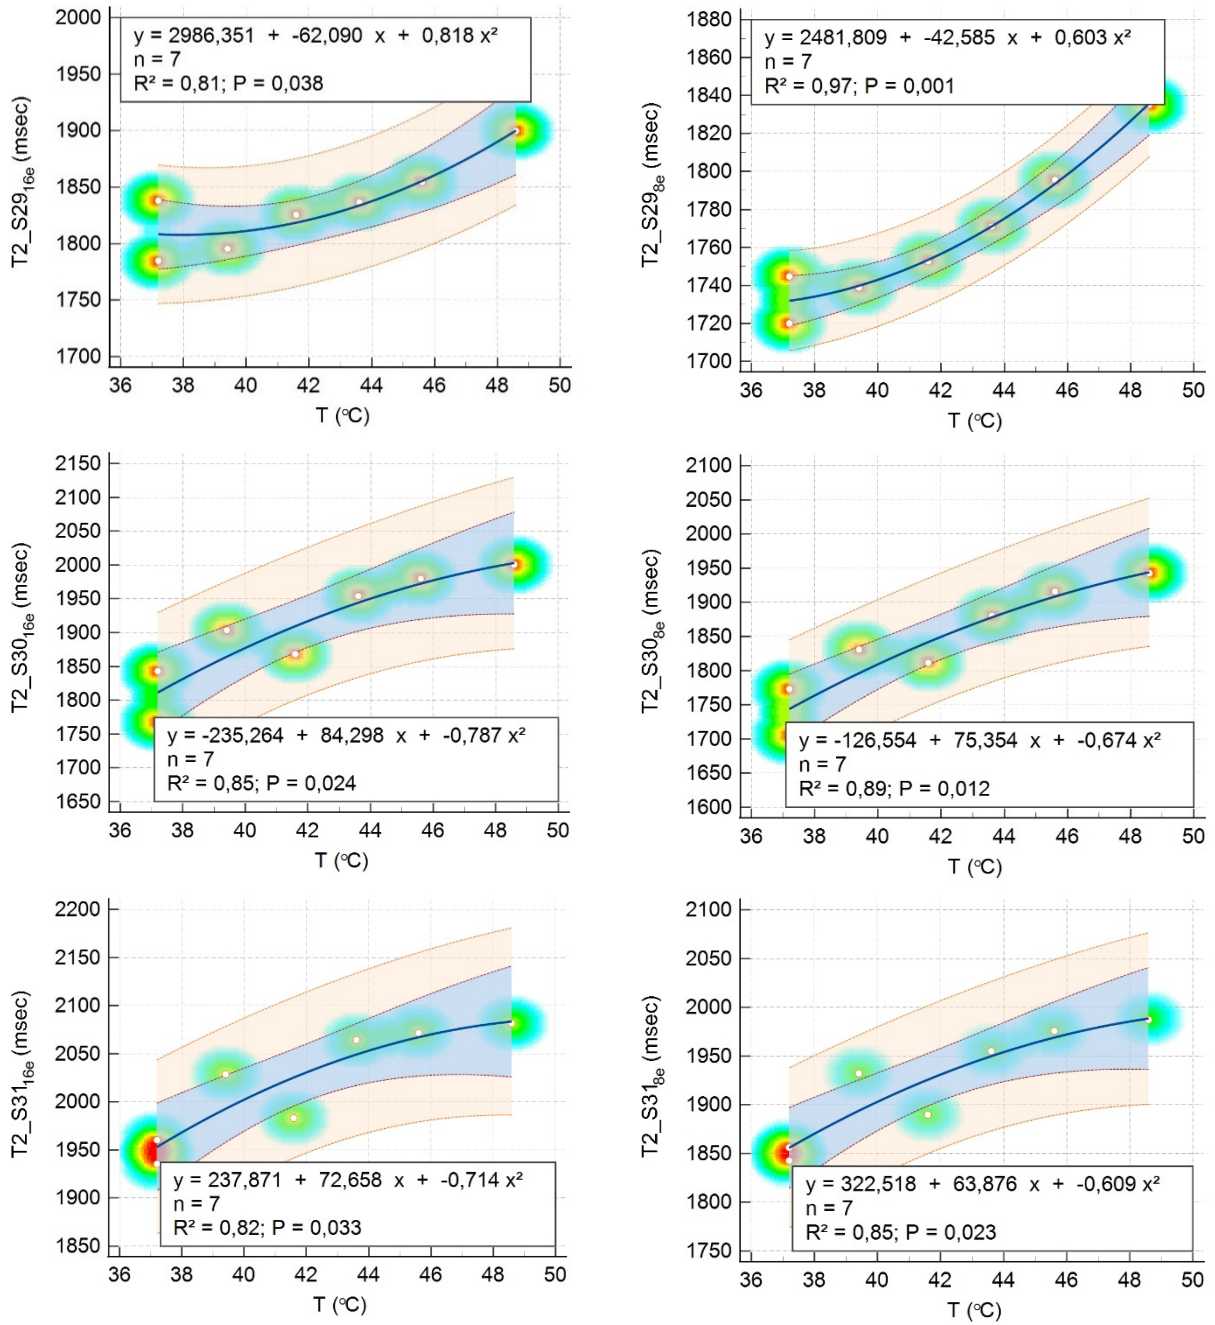 y = 2986,351 + -62,090 x + 0,818 x²
n = 7
R² = 0,81; P = 0,038
2000
1950
1900
1850
1800
1750
1700
T2_S29₁₆ₑ (msec)
36 38 40 42 44 46 48 50
T (°C)
y = 2481,809 + -42,585 x + 0,603 x²
n = 7
R² = 0,97; P = 0,001
1880
1860
1840
1820
1800
1780
1760
1740
1720
1700
T2_S29₈ₑ (msec)
36 38 40 42 44 46 48 50
T (°C)
2150
2100
2050
2000
1950
1900
1850
1800
1750
1700
1650
T2_S30₁₆ₑ (msec)
y = -235,264 + 84,298 x + -0,787 x²
n = 7
R² = 0,85; P = 0,024
36 38 40 42 44 46 48 50
T (°C)
2100
2050
2000
1950
1900
1850
1800
1750
1700
1650
1600
T2_S30₈ₑ (msec)
y = -126,554 + 75,354 x + -0,674 x²
n = 7
R² = 0,89; P = 0,012
36 38 40 42 44 46 48 50
T (°C)
2200
2150
2100
2050
2000
1950
1900
1850
T2_S31₁₆ₑ (msec)
y = 237,871 + 72,658 x + -0,714 x²
n = 7
R² = 0,82; P = 0,033
36 38 40 42 44 46 48 50
T (°C)
2100
2050
2000
1950
1900
1850
1800
1750
T2_S31₈ₑ (msec)
y = 322,518 + 63,876 x + -0,609 x²
n = 7
R² = 0,85; P = 0,023
36 38 40 42 44 46 48 50
T (°C)